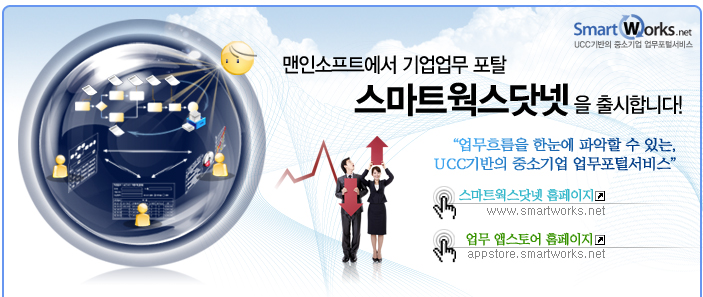 Smart Works.net
UCC기반의 중소기업 업무포털서비스
맨인소프트에서 기업업무 포탈
스마트웍스닷넷을 출시합니다!
“업무흐름을 한눈에 파악할 수 있는,
UCC기반의 중소기업 업무포털서비스”
스마트웍스닷넷 홈페이지
www.smartworks.net
업무 앱스토어 홈페이지
appstore.smartworks.net